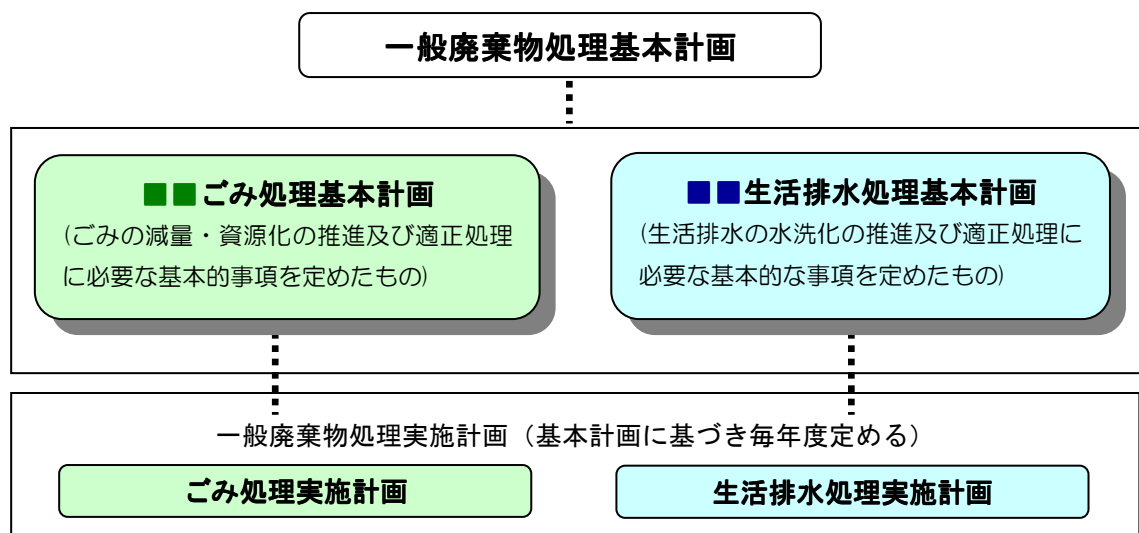 一般廃棄物処理基本計画
■■ごみ処理基本計画
(ごみの減量・資源化の推進及び適正処理
に必要な基本的事項を定めたもの)
■■生活排水処理基本計画
(生活排水の水洗化の推進及び適正処理に
必要な基本的な事項を定めたもの)
一般廃棄物処理実施計画（基本計画に基づき毎年度定める）
ごみ処理実施計画
生活排水処理実施計画